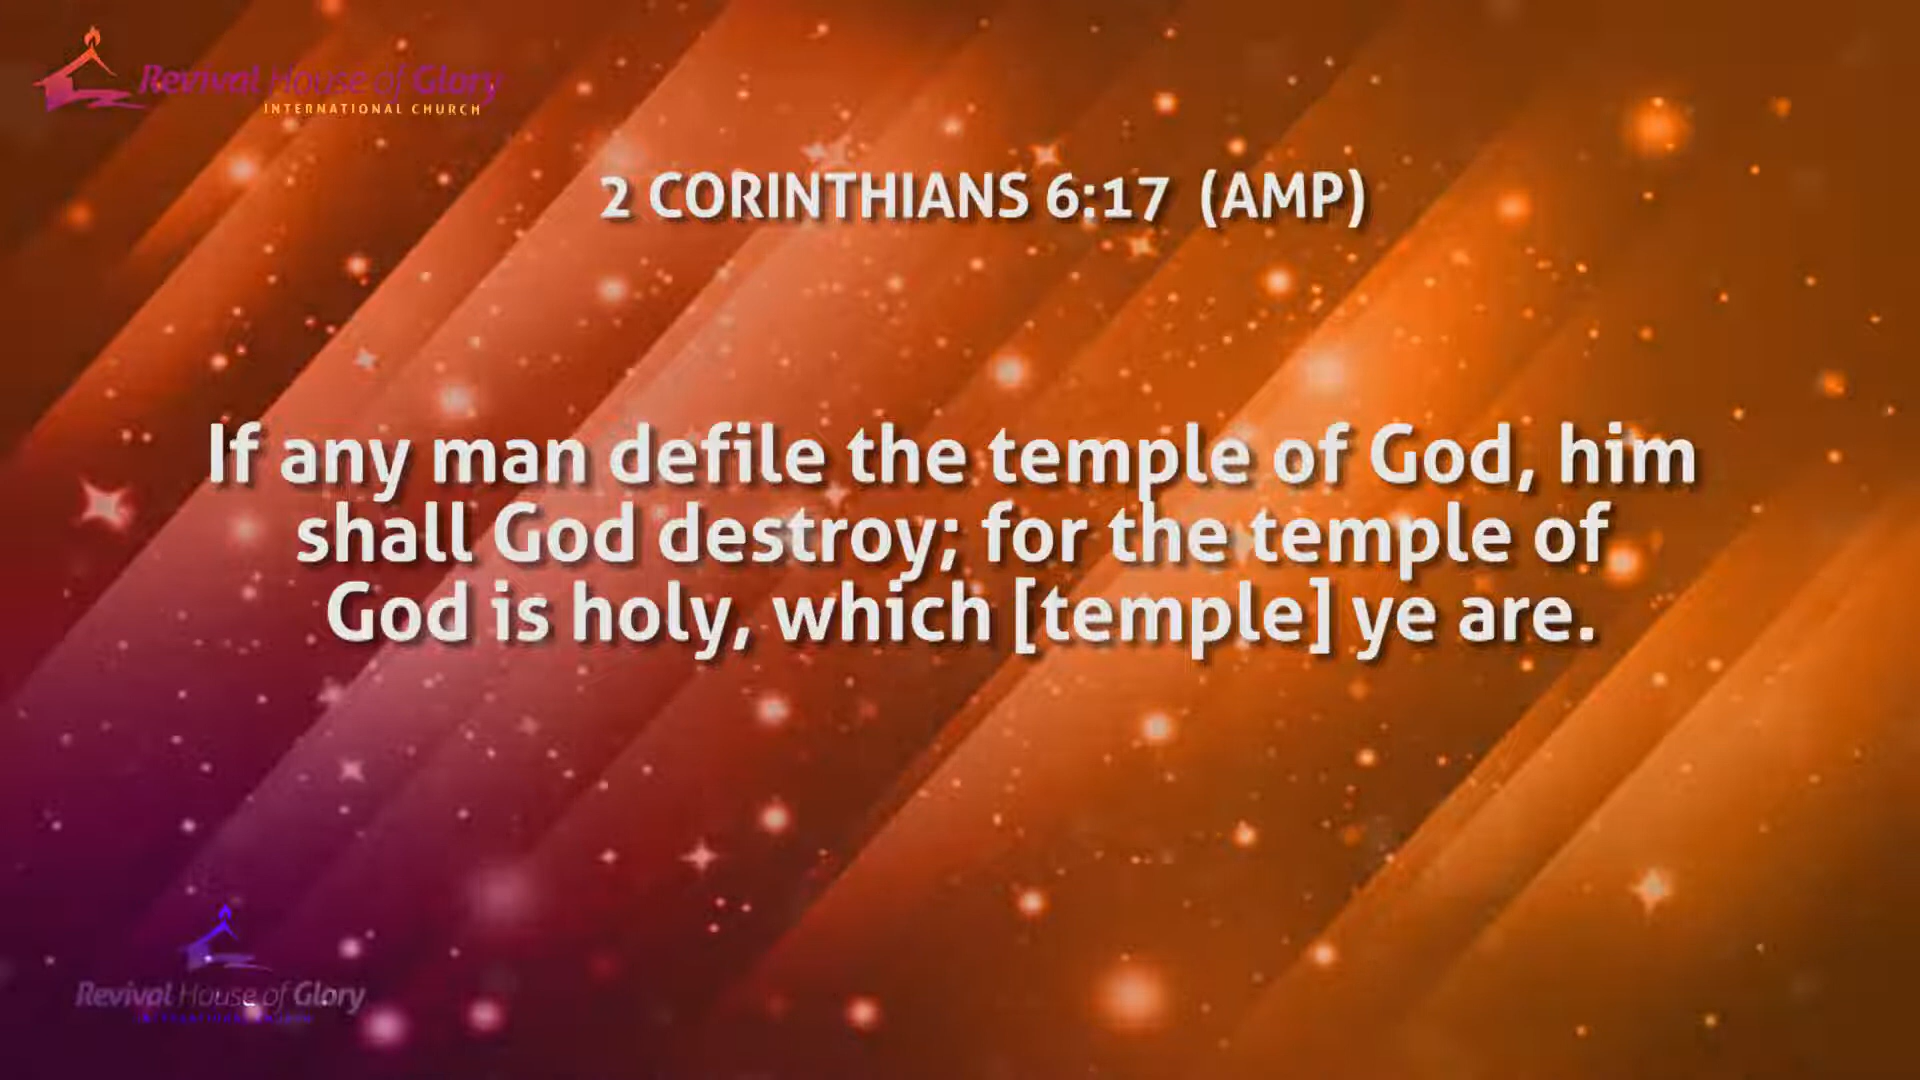 Revival House of Glory
INTERNATIONAL CHURCH
2 CORINTHIANS 6:17 (AMP)
If any man defile the temple of God, him
shall God destroy; for the temple of
God is holy, which [temple] ye are.
Revival House of Glory
INTERNATIONAL CHURCH